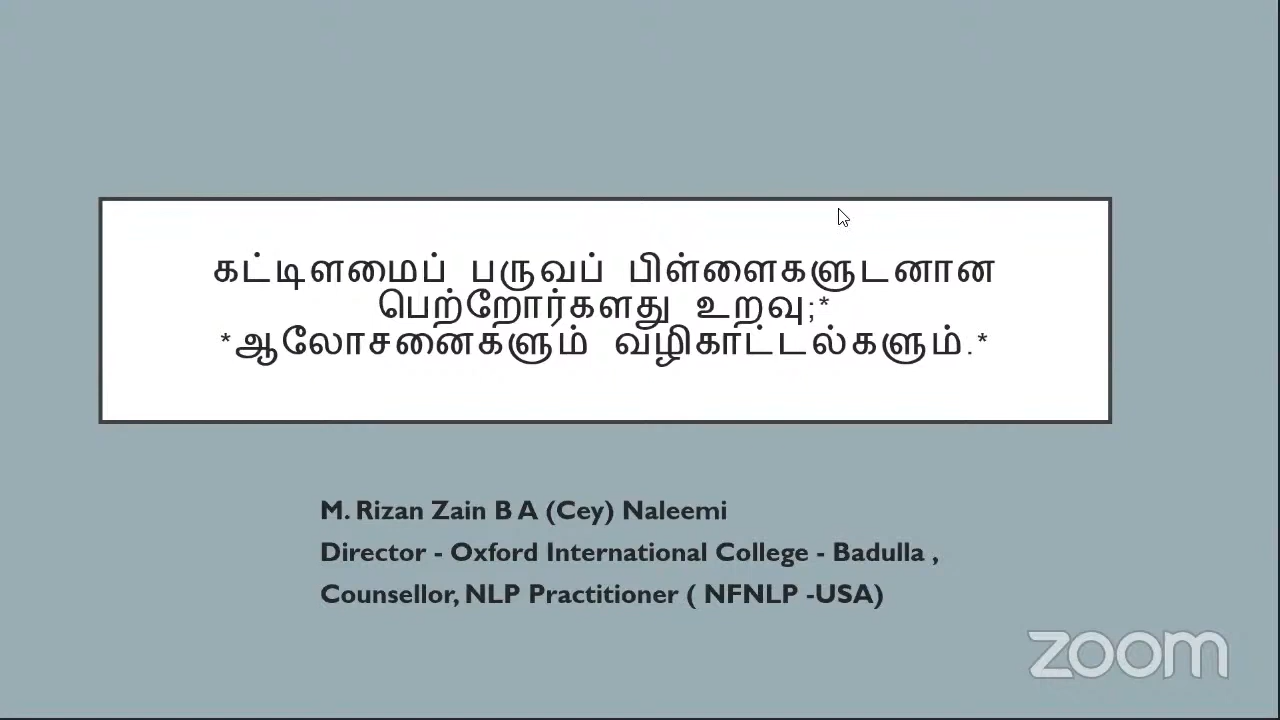 கட்டிளமைப் பருவப் பிள்ளைகளுடனான
பெற்றோர்களது உறவு;*
*ஆலோசனைகளும் வழிகாட்டல்களும்.*
M. Rizan Zain B A (Cey) Naleemi
Director - Oxford International College - Badulla ,
Counsellor, NLP Practitioner ( NFNLP -USA)
zoom